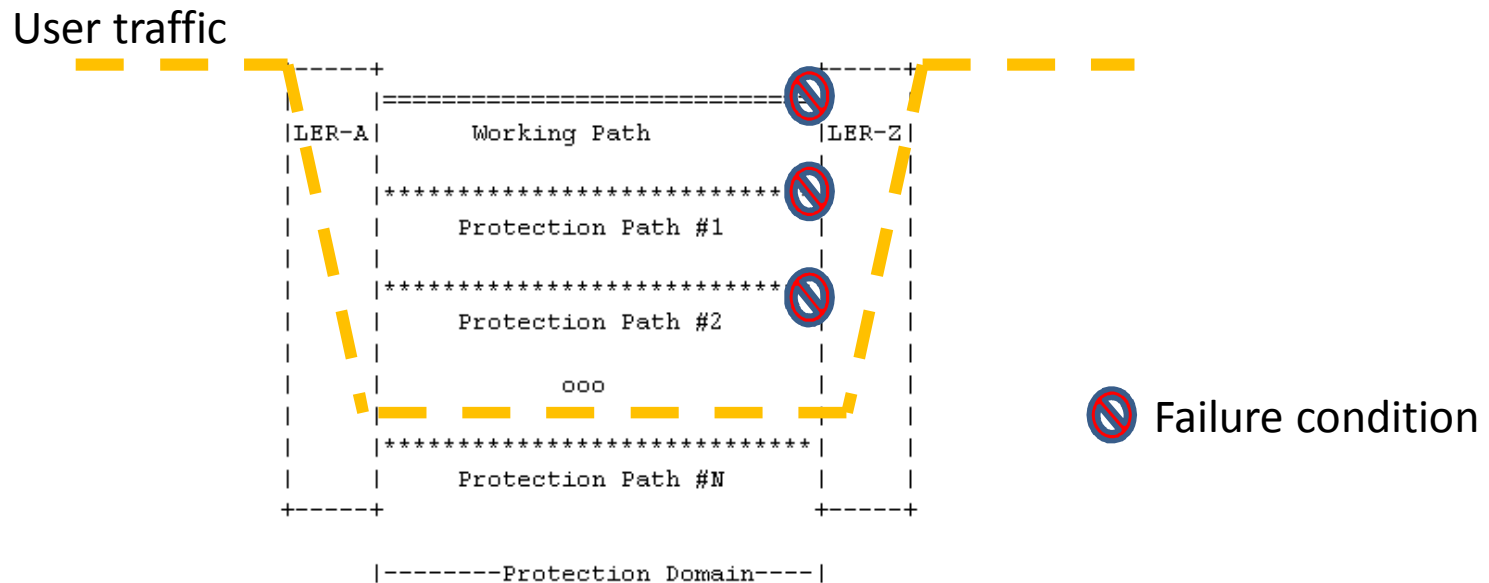 User traffic
+-----+ +-----+
| |============================= | |
|LER-A| Working Path |LER-Z|
| | | |
| |*************************** | |
| | Protection Path #1 | |
| | | |
| |*************************** | |
| | Protection Path #2 | |
| | | |
| | ooo | |
Failure condition
| |*****************************| |
| | Protection Path #N | |
+-----+ +-----+
|--------Protection Domain----|